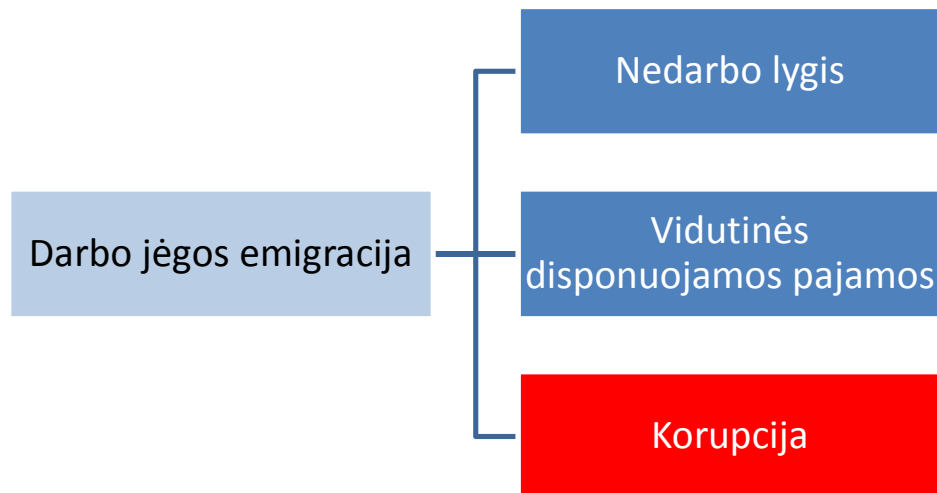 Nedarbo lygis
Darbo jėgos emigracija
Vidutinės
disponuojamos pajamos
Korupcija